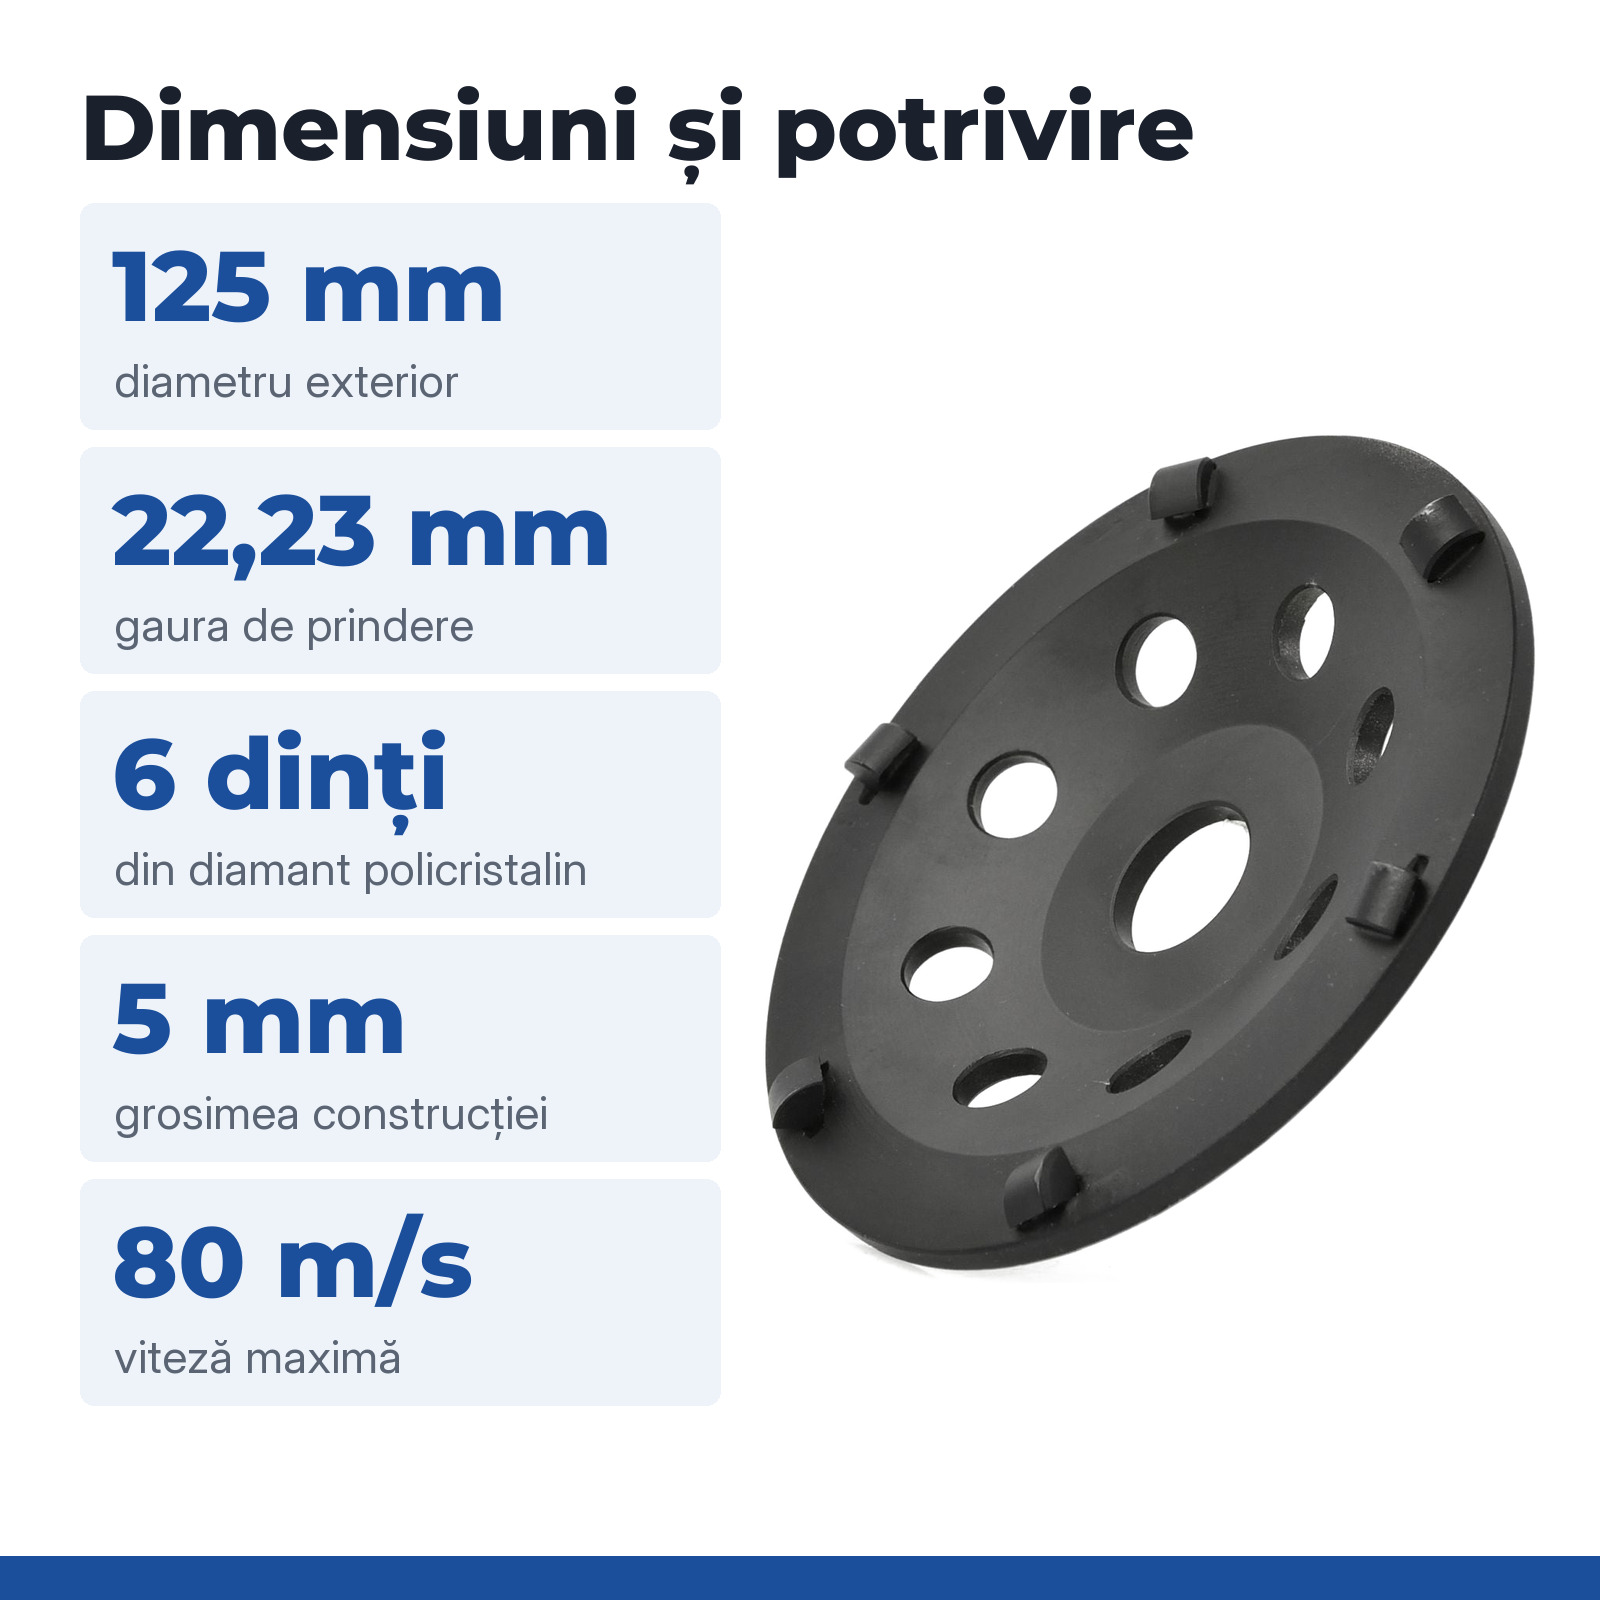 Dimensiuni și potrivire
125 mm
diametru exterior
22,23 mm
gaura de prindere
6 dinți
din diamant policristalin
5 mm
grosimea construcției
80 m/s
viteză maximă